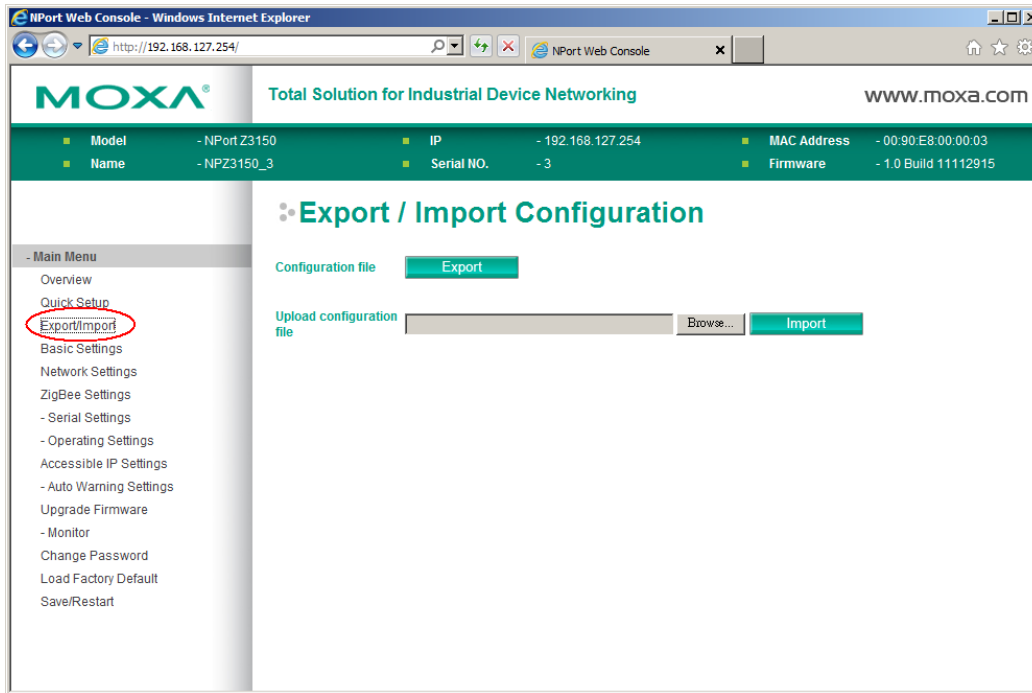 NPort Web Console - Windows Internet Explorer
http://192.168.127.254/
NPort Web Console
MOXA®
Total Solution for Industrial Device Networking
www.moxa.com
Model - NPort Z3150 IP - 192.168.127.254 MAC Address - 00:90:E8:00:00:03
Name - NPZ3150_3 Serial NO. - 3 Firmware - 1.0 Build 11112915
Export / Import Configuration
- Main Menu
Overview
Quick Setup
Export/Import
Basic Settings
Network Settings
ZigBee Settings
- Serial Settings
- Operating Settings
Accessible IP Settings
- Auto Warning Settings
Upgrade Firmware
- Monitor
Change Password
Load Factory Default
Save/Restart
Configuration file Export
Upload configuration
file
Browse... Import